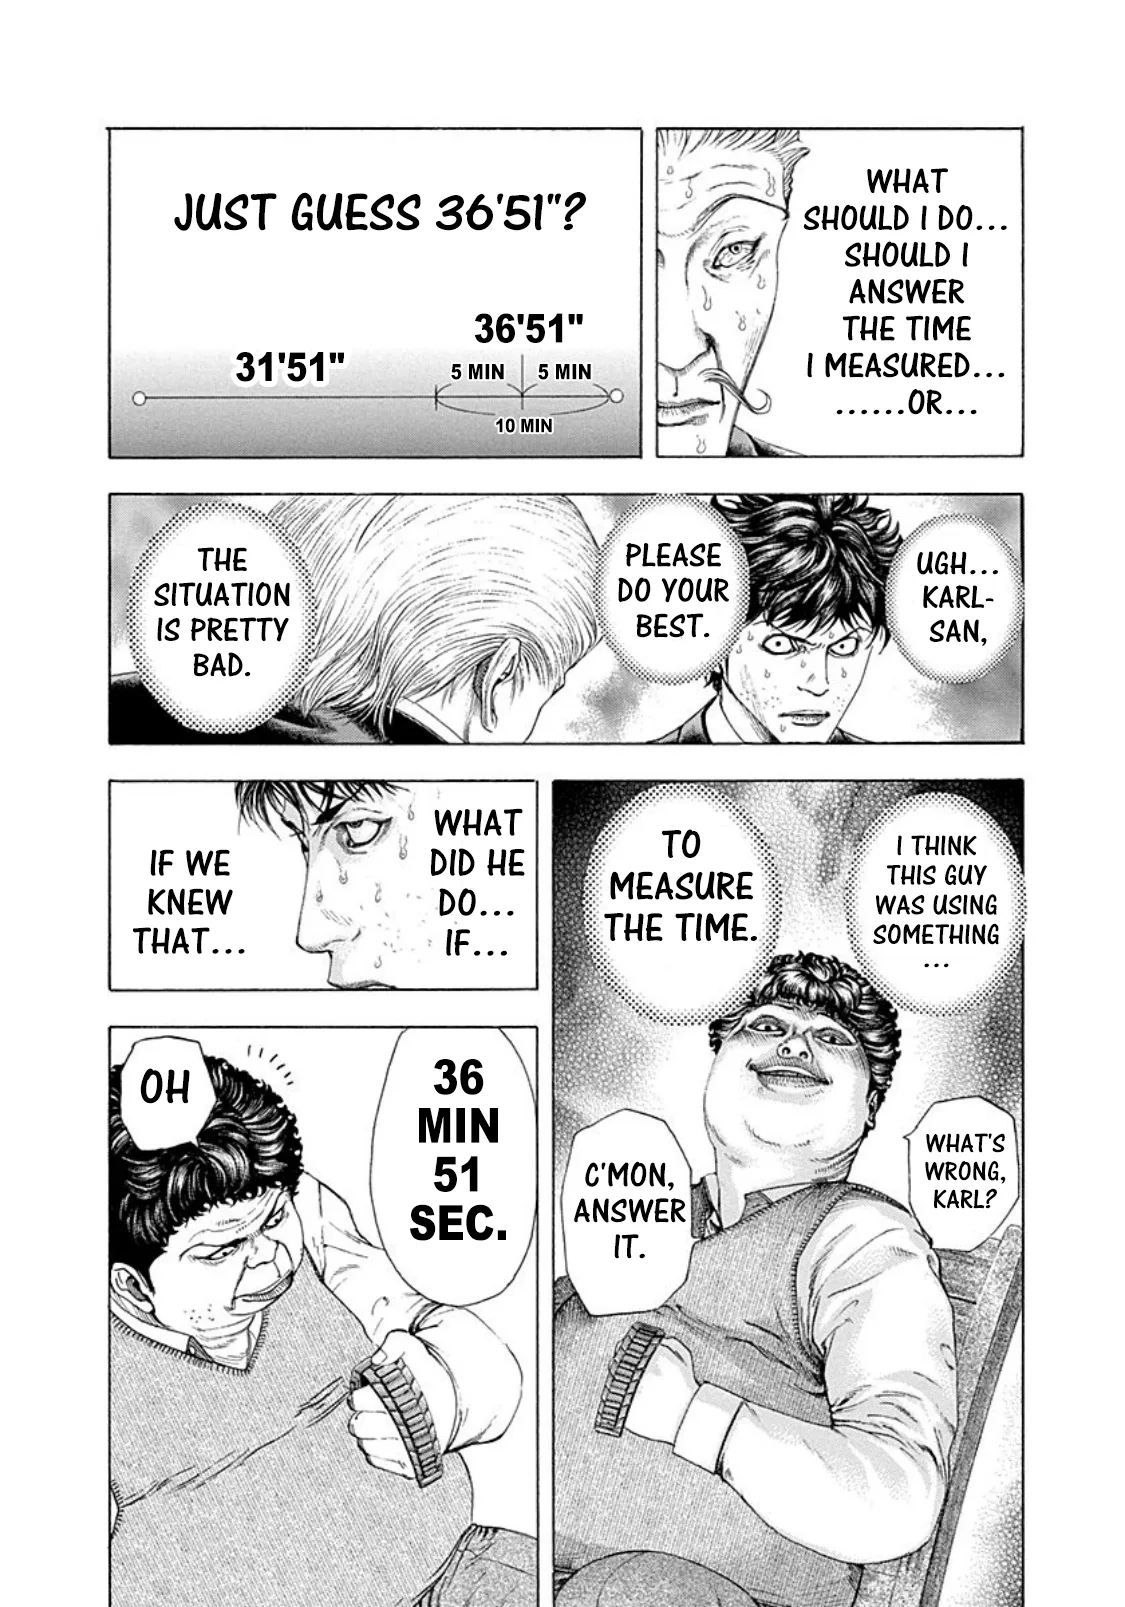 WHAT
SHOULD I DO...
SHOULD I
ANSWER
THE TIME
I MEASURED...
......OR...
JUST GUESS 36'51"?
36'51"
31'51"
5 MIN
5 MIN
10 MIN
UGH...
KARL-
SAN,
PLEASE
DO YOUR
BEST.
THE
SITUATION
IS PRETTY
BAD.
I THINK
THIS GUY
WAS USING
SOMETHING
...
TO
MEASURE
THE TIME.
WHAT'S
WRONG,
KARL?
C'MON,
ANSWER
IT.
WHAT
DID HE
DO...
IF...
IF WE
KNEW
THAT...
36
MIN
51
SEC.
OH